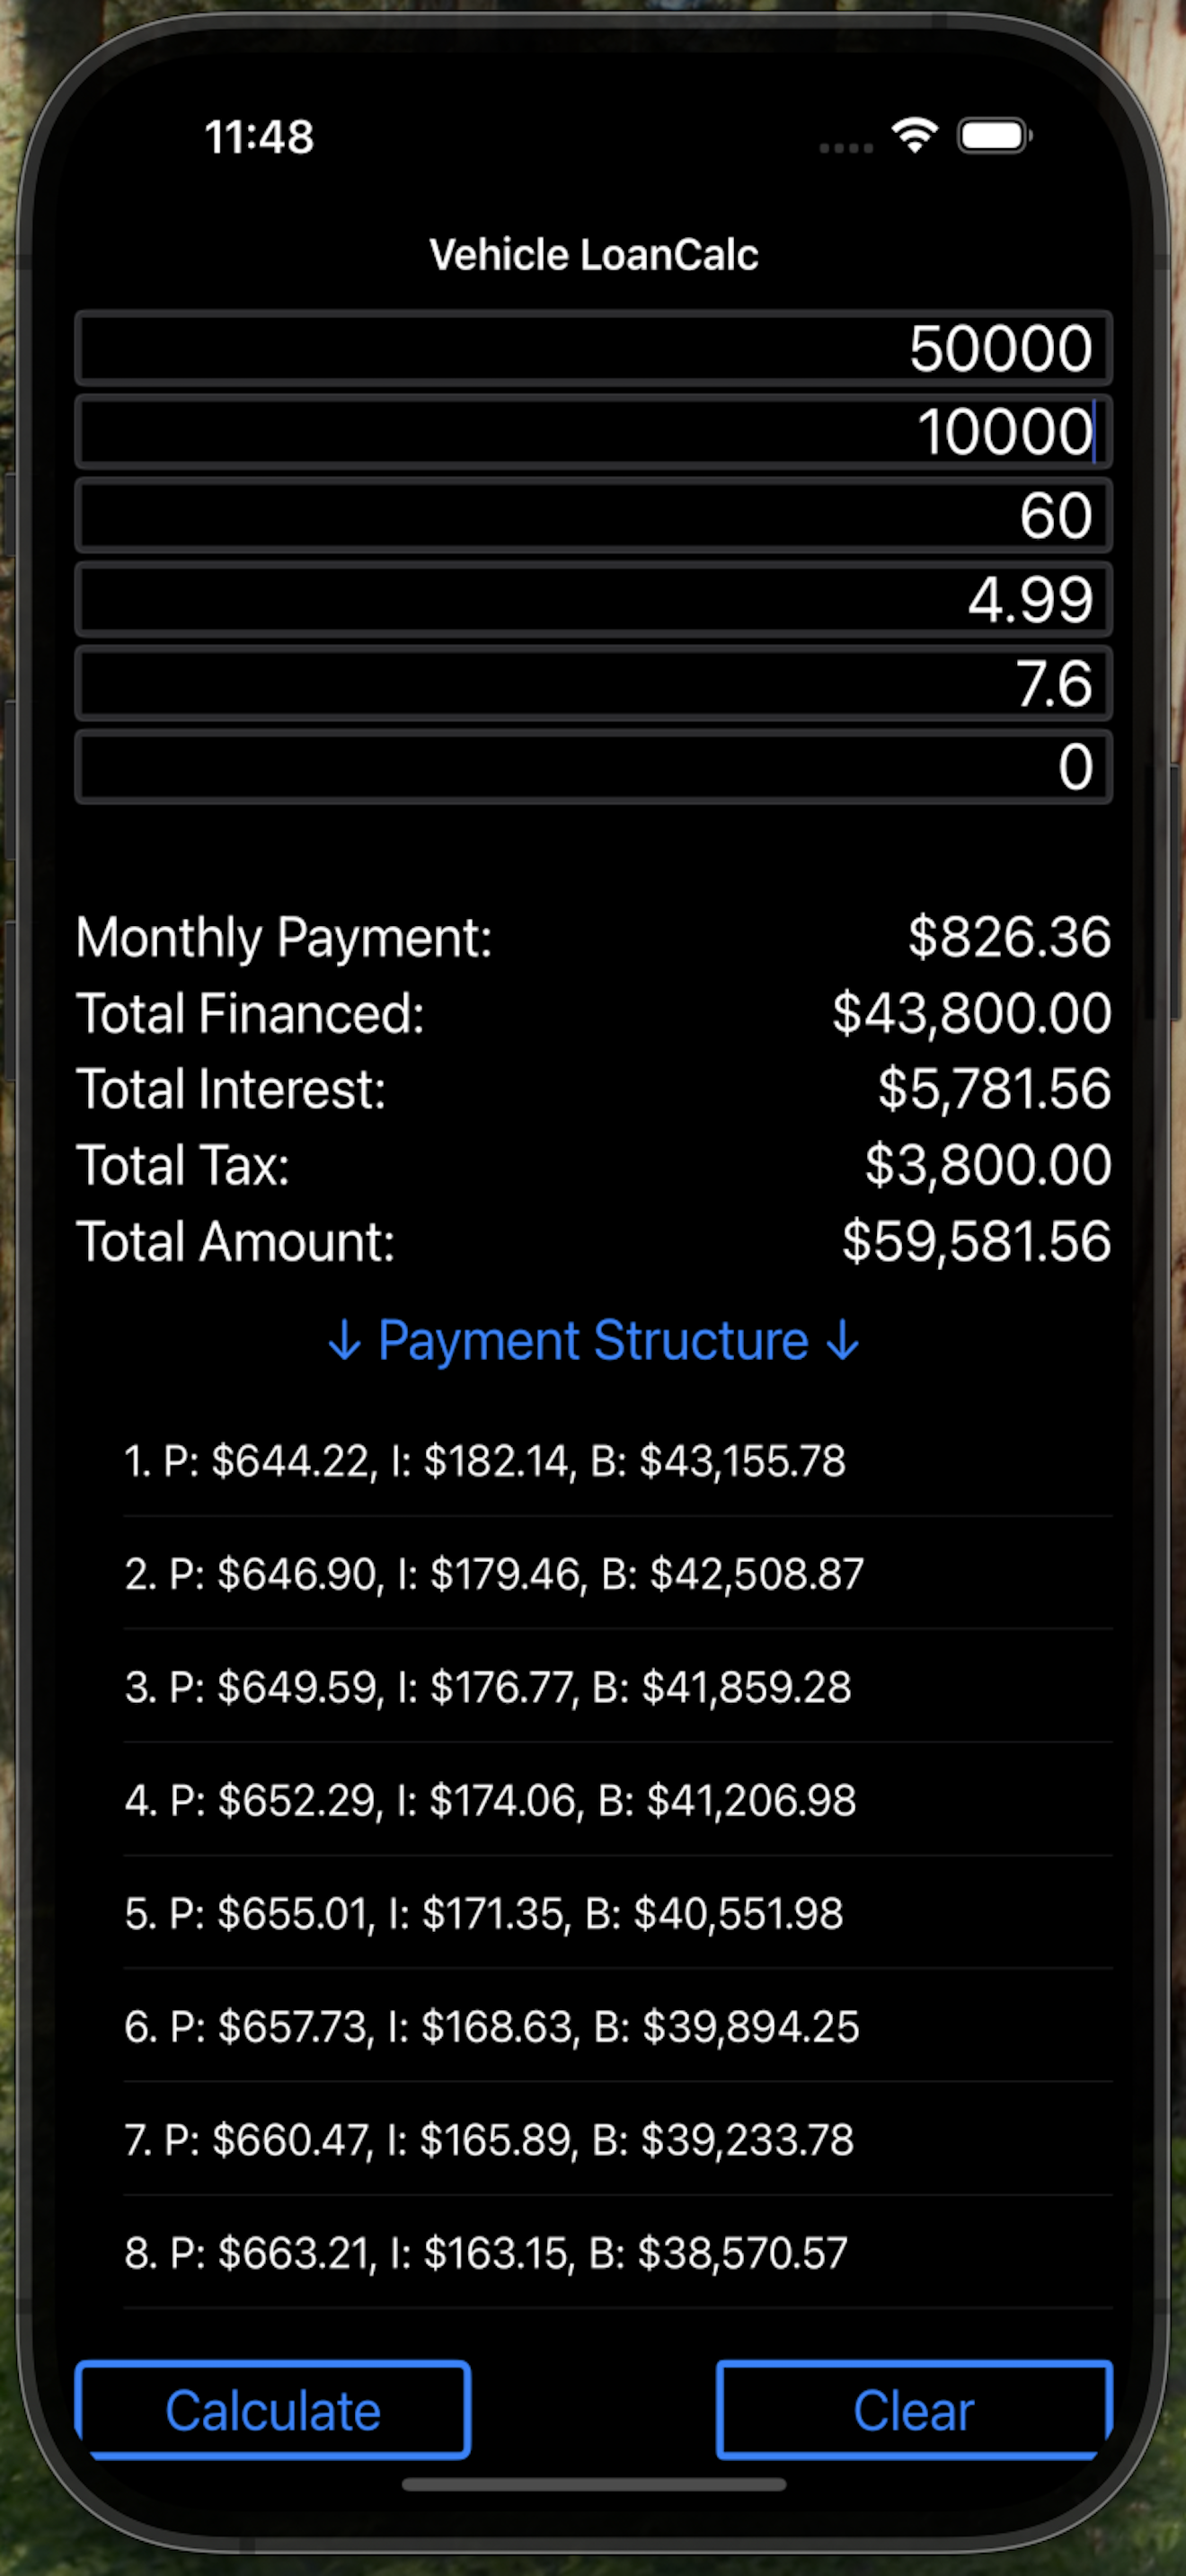 11:48
Vehicle LoanCalc
50000
10000
60
4.99
7.6
0
Monthly Payment: $826.36
Total Financed: $43,800.00
Total Interest: $5,781.56
Total Tax: $3,800.00
Total Amount: $59,581.56
↓ Payment Structure ↓
1. P: $644.22, I: $182.14, B: $43,155.78
2. P: $646.90, I: $179.46, B: $42,508.87
3. P: $649.59, I: $176.77, B: $41,859.28
4. P: $652.29, I: $174.06, B: $41,206.98
5. P: $655.01, I: $171.35, B: $40,551.98
6. P: $657.73, I: $168.63, B: $39,894.25
7. P: $660.47, I: $165.89, B: $39,233.78
8. P: $663.21, I: $163.15, B: $38,570.57
Calculate Clear